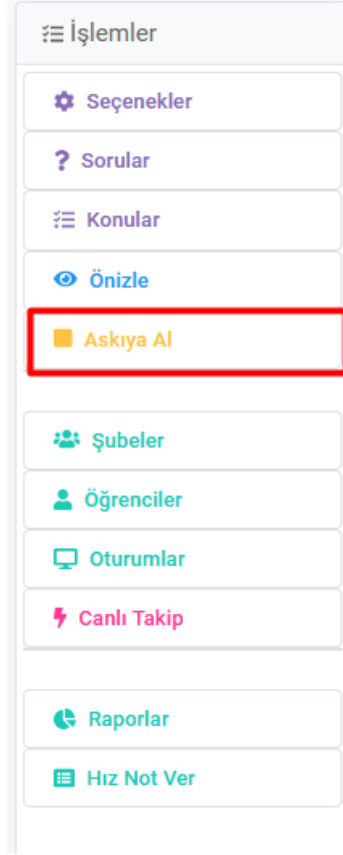 İşlemler
Seçenekler
? Sorular
Konular
Önizle
Askıya Al
Şubeler
Öğrenciler
Oturumlar
Canlı Takip
Raporlar
Hız Not Ver